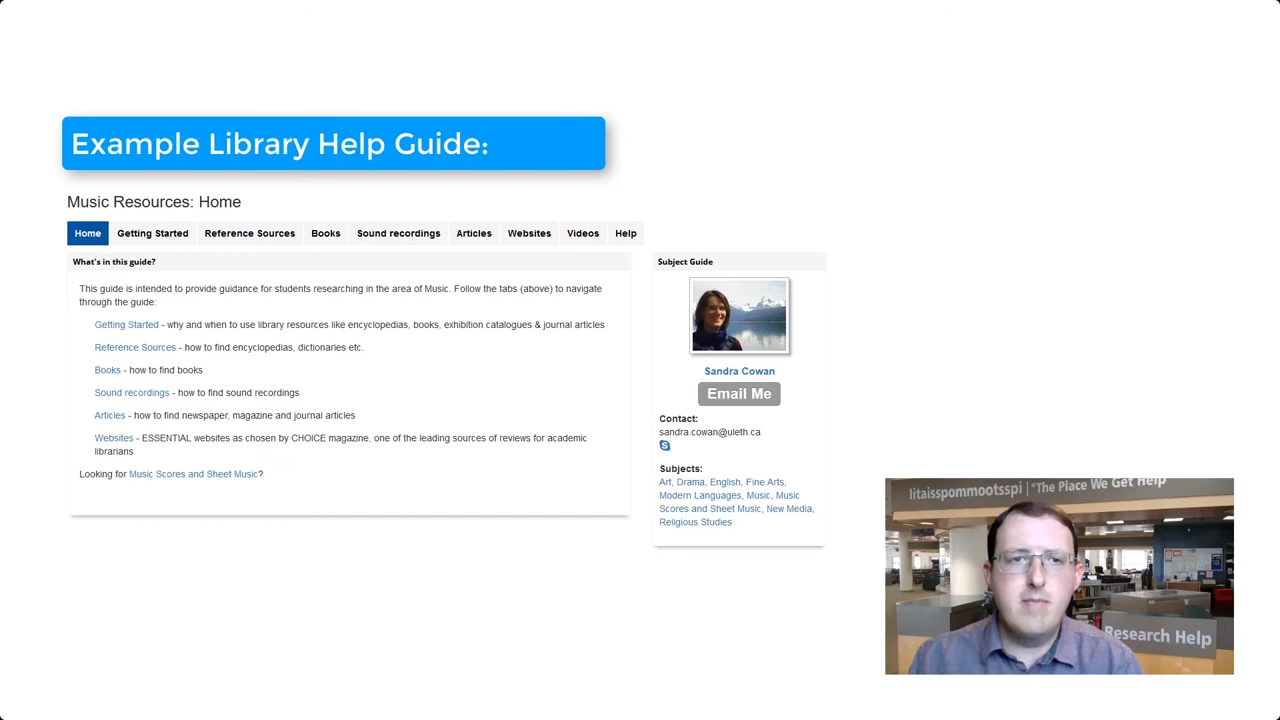 Example Library Help Guide:
Music Resources: Home
Home Getting Started Reference Sources Books Sound recordings Articles Websites Videos Help
What's in this guide?
This guide is intended to provide guidance for students researching in the area of Music. Follow the tabs (above) to navigate
through the guide:
Getting Started - why and when to use library resources like encyclopedias, books, exhibition catalogues & journal articles
Reference Sources - how to find encyclopedias, dictionaries etc.
Books - how to find books
Sound recordings - how to find sound recordings
Articles - how to find newspaper, magazine and journal articles
Websites - ESSENTIAL websites as chosen by CHOICE magazine, one of the leading sources of reviews for academic
librarians
Looking for Music Scores and Sheet Music?
Subject Guide
Sandra Cowan
Email Me
Contact:
sandra.cowan@uleth.ca
Subjects:
Art, Drama, English, Fine Arts,
Modern Languages, Music, Music
Scores and Sheet Music, New Media,
Religious Studies
litaisspommootsspi | "The Place We Get Help
Research Help